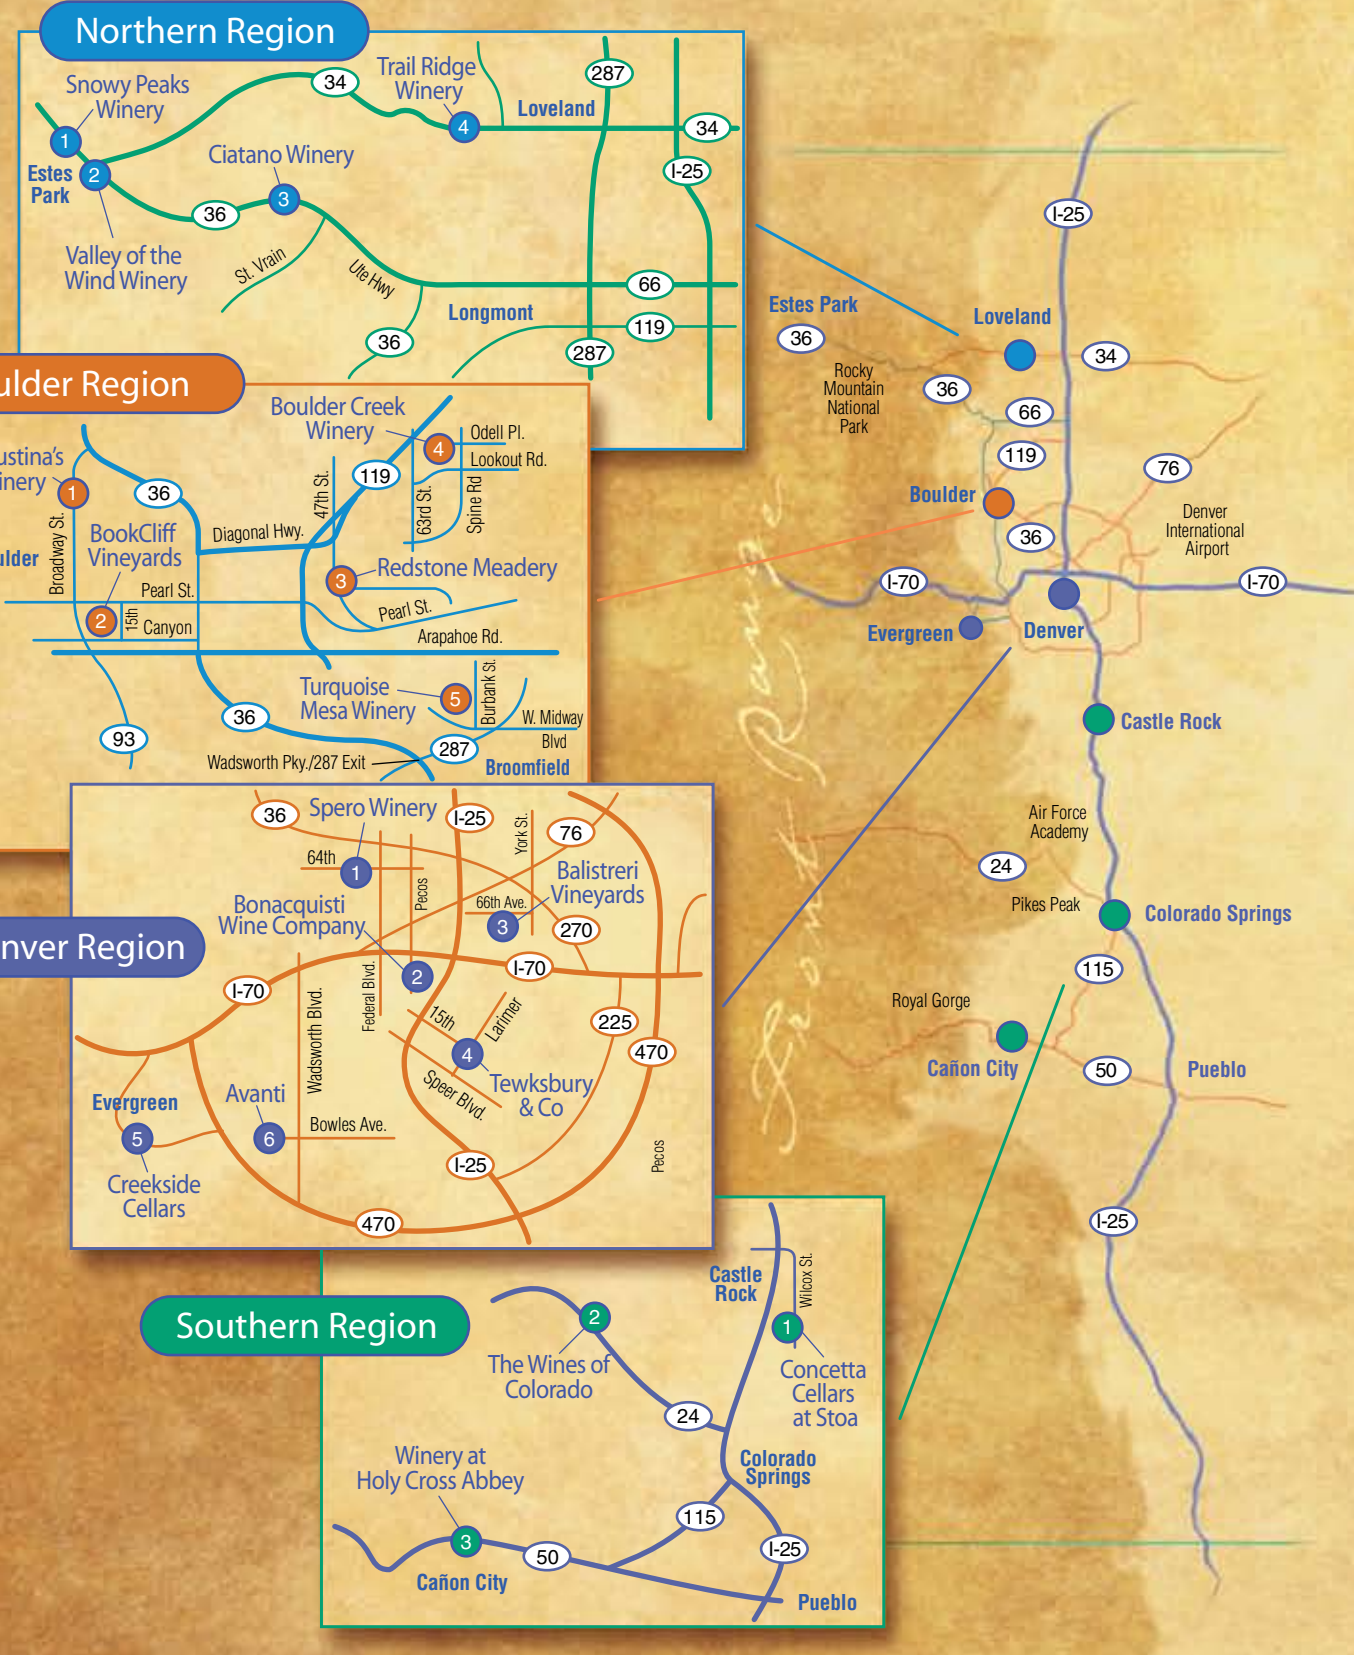 Northern Region
Snowy Peaks
Winery
34
Trail Ridge
Winery
287
Loveland
1
4
34
Estes
Park
2
Ciatano Winery
3
I-25
36
Valley of the
Wind Winery
St. Vrain
Ute Hwy
66
Longmont
119
36
287
ulder Region
Boulder Creek
Winery
4
Odell Pl.
Lookout Rd.
ustina's
inery
1
36
47th St.
119
63rd St.
Spine Rd
Broadway St.
BookCliff
Vineyards
Diagonal Hwy.
ulder
3
Redstone Meadery
Pearl St.
2
15th
Canyon
Pearl St.
Arapahoe Rd.
Turquoise
Mesa Winery
5
Burbank St.
36
W. Midway
Blvd
93
287
Wadsworth Pky./287 Exit
Broomfield
nver Region
36
Spero Winery
I-25
York St.
76
64th
1
Pecos
Balistreri
Vineyards
66th Ave.
3
Bonacquisti
Wine Company
270
2
I-70
I-70
Wadsworth Blvd.
Federal Blvd.
15th
Larimer
225
4
470
Speer Blvd.
Tewksbury
& Co
Evergreen
Avanti
5
6
Bowles Ave.
Pecos
I-25
Creekside
Cellars
470
Southern Region
Castle
Rock
Wilcox St.
2
1
The Wines of
Colorado
Concetta
Cellars
at Stoa
24
Winery at
Holy Cross Abbey
Colorado
Springs
115
3
50
I-25
Cañon City
Pueblo
I-25
Estes Park
36
Loveland
34
Rocky
Mountain
National
Park
36
66
119
76
Boulder
36
Denver
International
Airport
I-70
I-70
Evergreen
Denver
Front Range
Castle Rock
Air Force
Academy
24
Pikes Peak
Colorado Springs
115
Royal Gorge
Cañon City
50
Pueblo
I-25